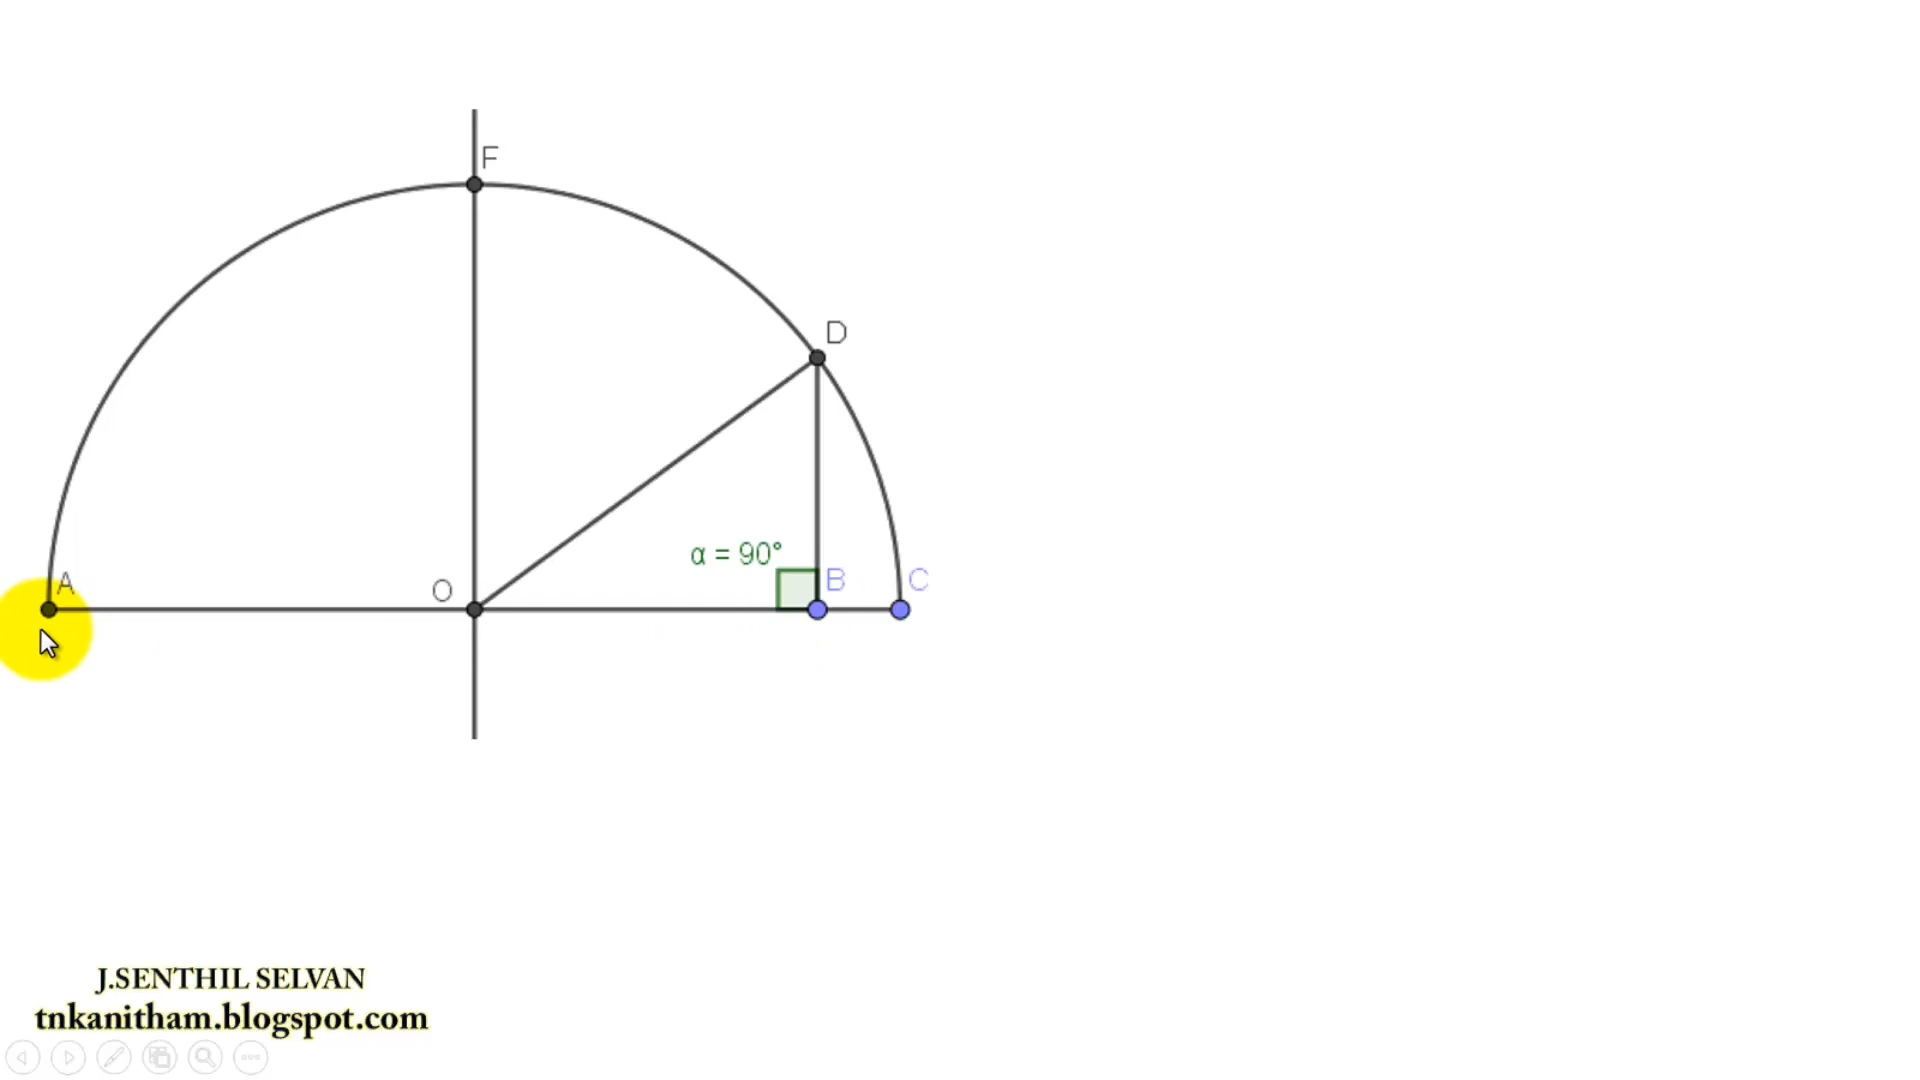 F
D
α = 90°
A
O
B
C
J.SENTHIL SELVAN
tnkanitham.blogspot.com